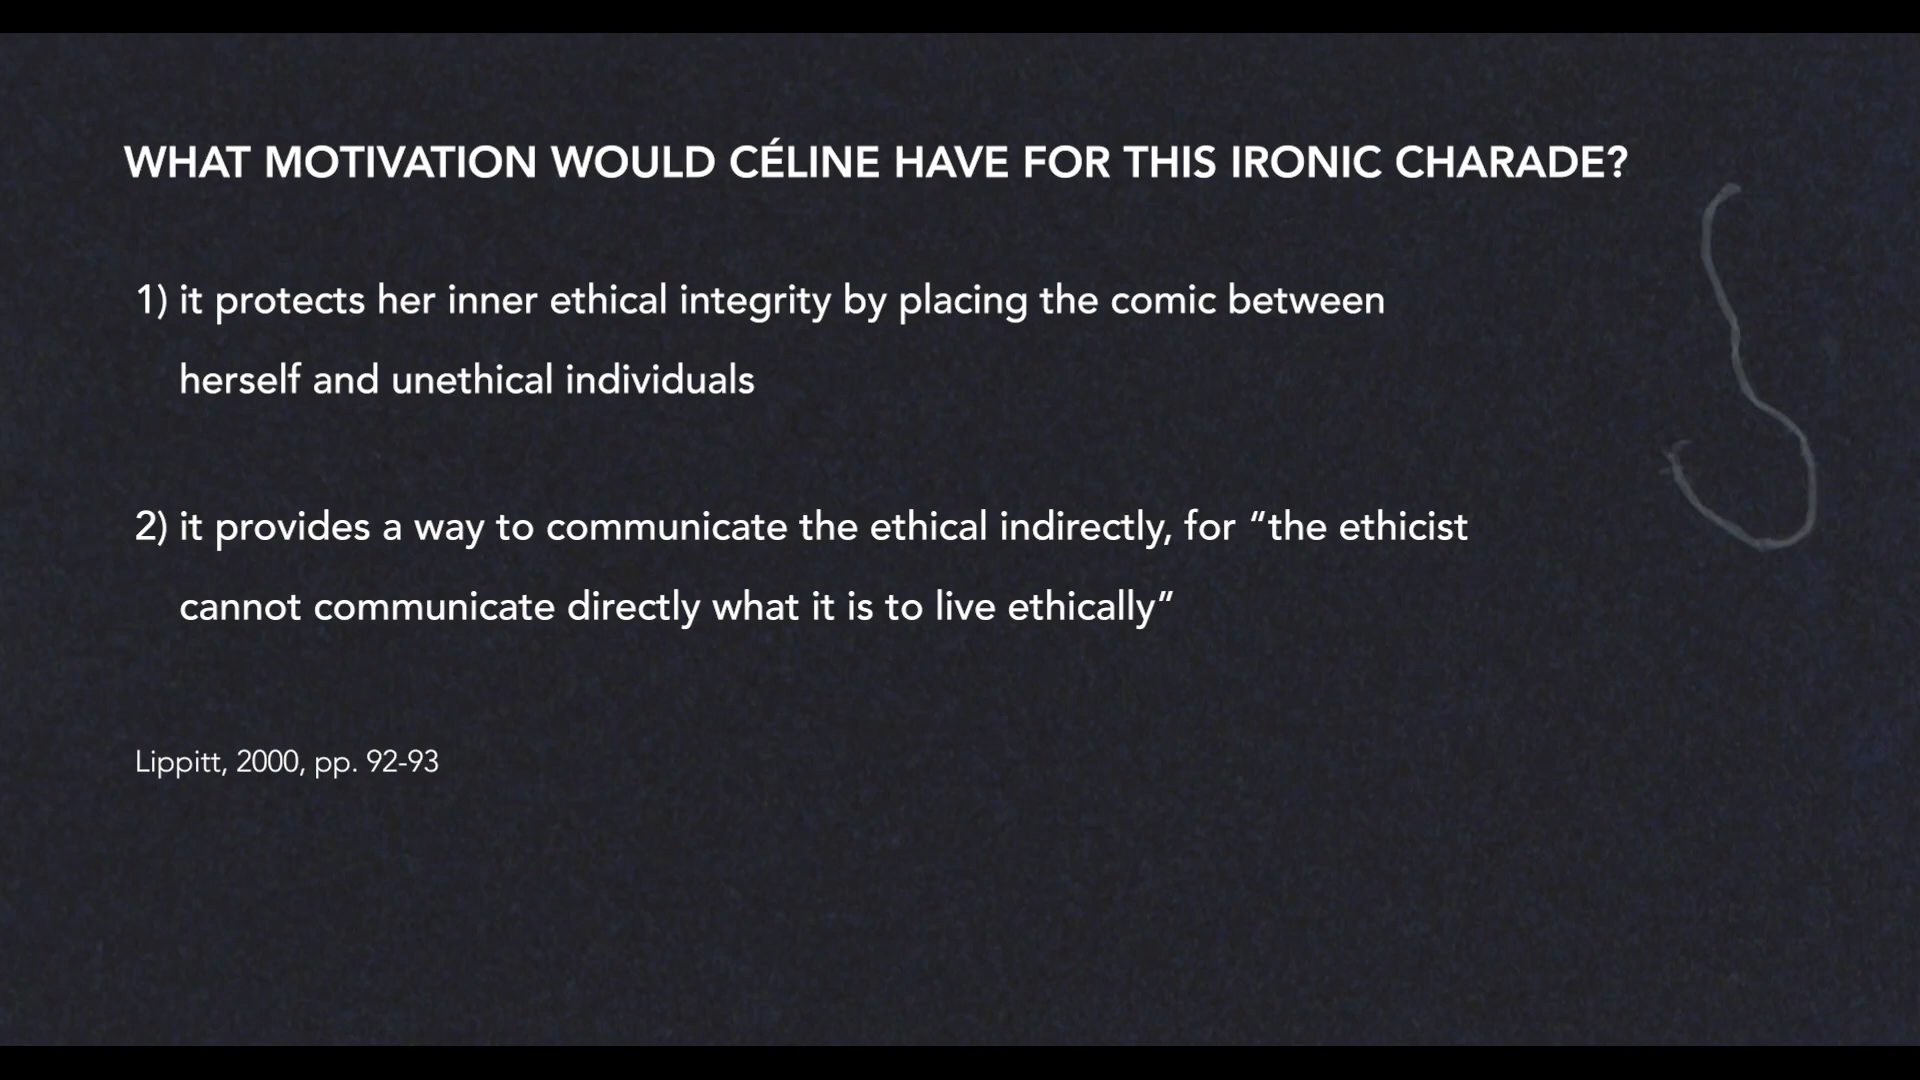 WHAT MOTIVATION WOULD CÉLINE HAVE FOR THIS IRONIC CHARADE?
1) it protects her inner ethical integrity by placing the comic between
herself and unethical individuals
2) it provides a way to communicate the ethical indirectly, for “the ethicist
cannot communicate directly what it is to live ethically”
Lippitt, 2000, pp. 92-93